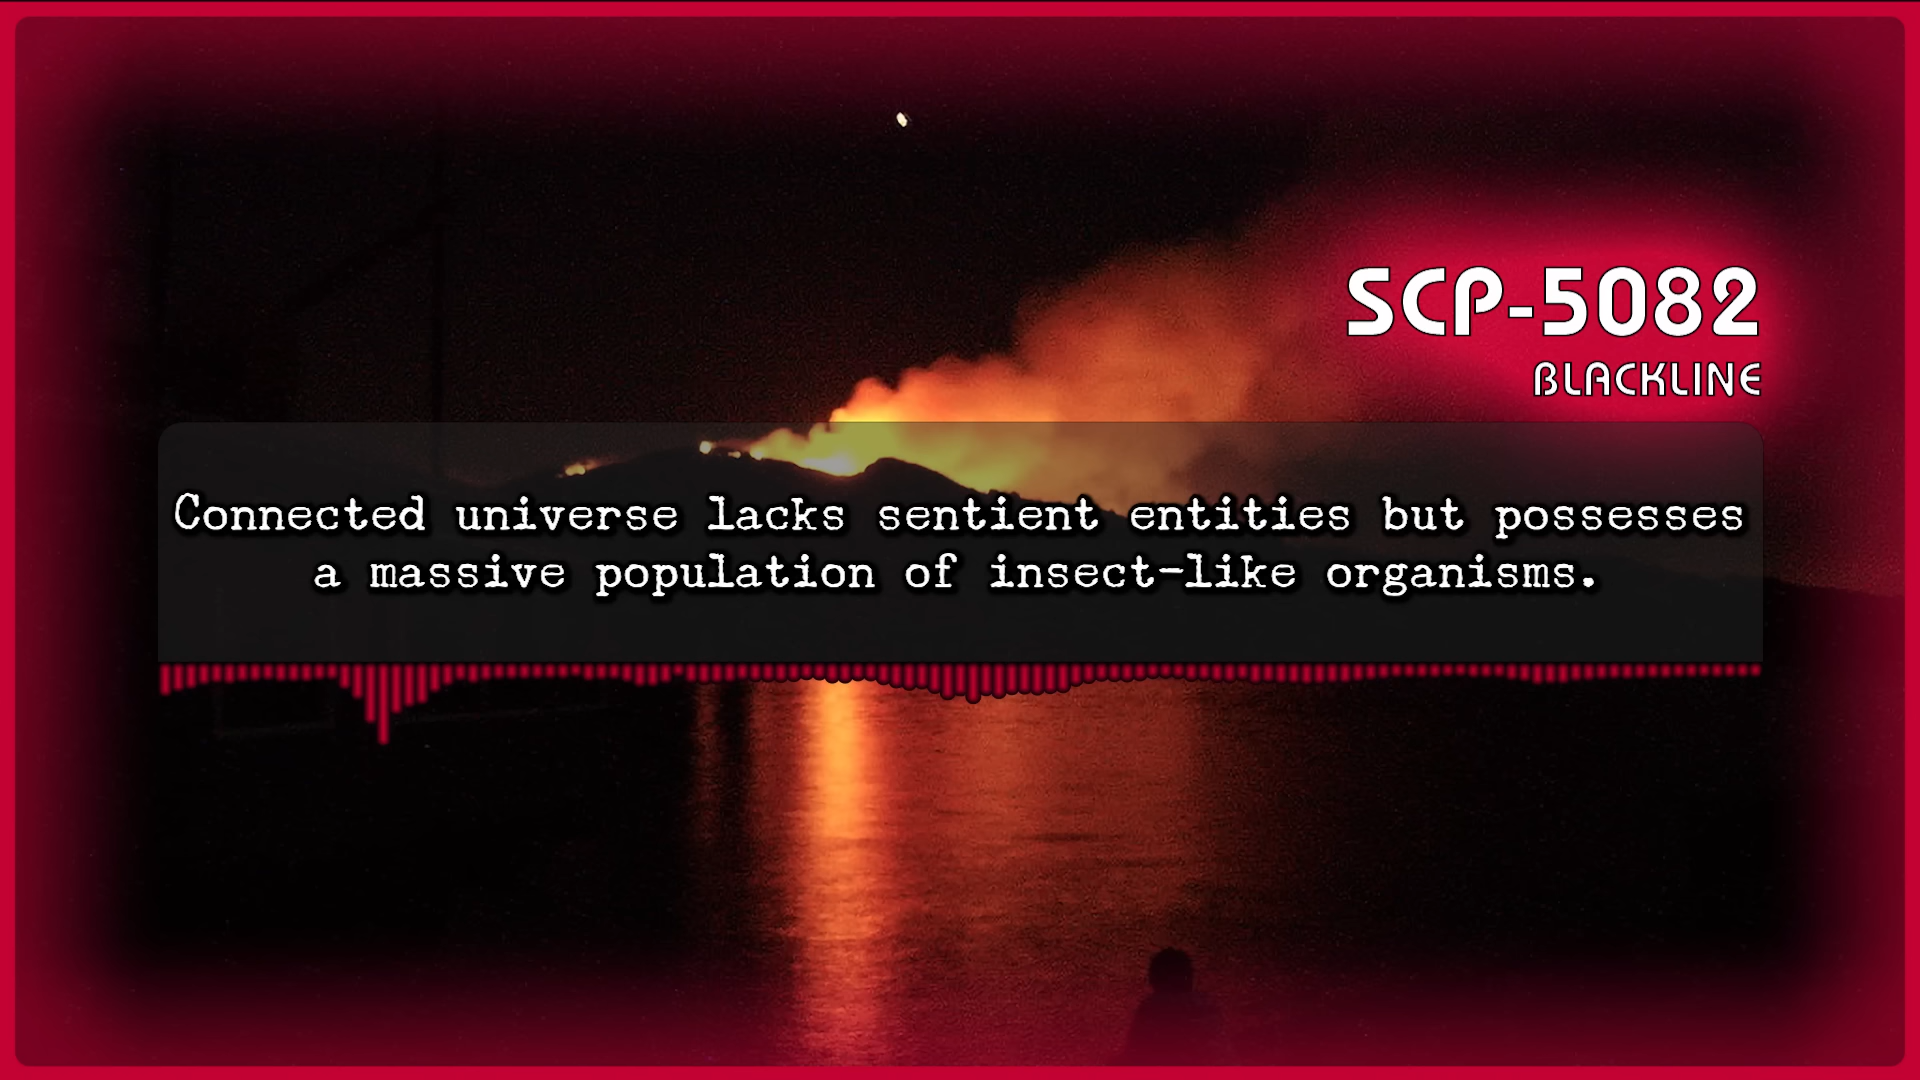 SCP-5082
BLACKLINE
Connected universe lacks sentient entities but possesses
a massive population of insect-like organisms.